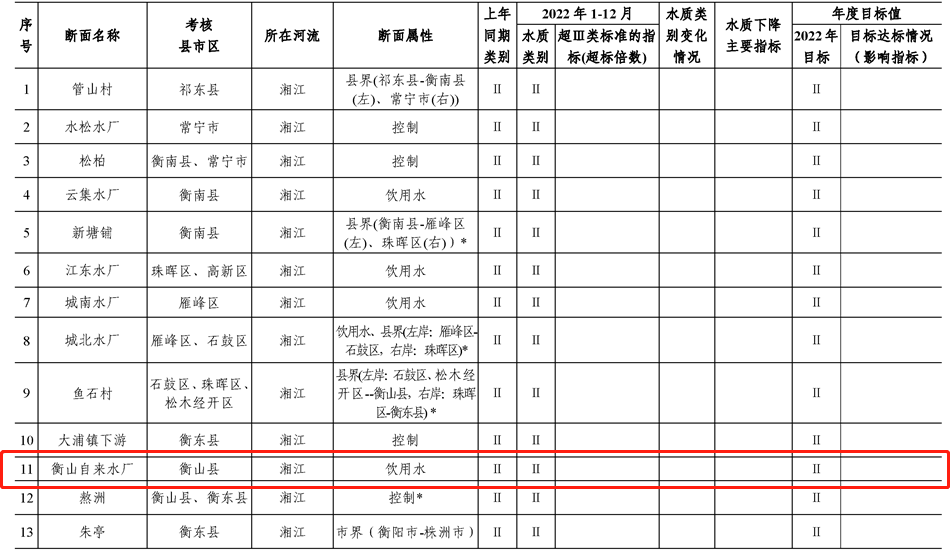 序号 断面名称 考核县市区 所在河流 断面属性 上年同期类别 2022年1-12月 水质类别变化情况 水质下降主要指标 年度目标值
水质类别 超Ⅲ类标准的指标(超标倍数) 2022年目标 目标达标情况(影响指标)
1 管山村 祁东县 湘江 县界(祁东县-衡南县(左)、常宁市(右)) Ⅱ Ⅱ Ⅱ
2 水松水厂 常宁市 湘江 控制 Ⅱ Ⅱ Ⅱ
3 松柏 衡南县、常宁市 湘江 控制 Ⅱ Ⅱ Ⅱ
4 云集水厂 衡南县 湘江 饮用水 Ⅱ Ⅱ Ⅱ
5 新塘铺 衡南县 湘江 县界(衡南县-雁峰区(左)、珠晖区(右))* Ⅱ Ⅱ Ⅱ
6 江东水厂 珠晖区、高新区 湘江 饮用水 Ⅱ Ⅱ Ⅱ
7 城南水厂 雁峰区 湘江 饮用水 Ⅱ Ⅱ Ⅱ
8 城北水厂 雁峰区、石鼓区 湘江 饮用水、县界(左岸：雁峰区-石鼓区，右岸：珠晖区)* Ⅱ Ⅱ Ⅱ
9 鱼石村 石鼓区、珠晖区、松木经开区 湘江 县界(左岸：石鼓区、松木经开区--衡山县，右岸：珠晖区-衡东县)* Ⅱ Ⅱ Ⅱ
10 大浦镇下游 衡东县 湘江 控制 Ⅱ Ⅱ Ⅱ
11 衡山自来水厂 衡山县 湘江 饮用水 Ⅱ Ⅱ Ⅱ
12 熬洲 衡山县、衡东县 湘江 控制* Ⅱ Ⅱ Ⅱ
13 朱亭 衡东县 湘江 市界（衡阳市-株洲市） Ⅱ Ⅱ Ⅱ